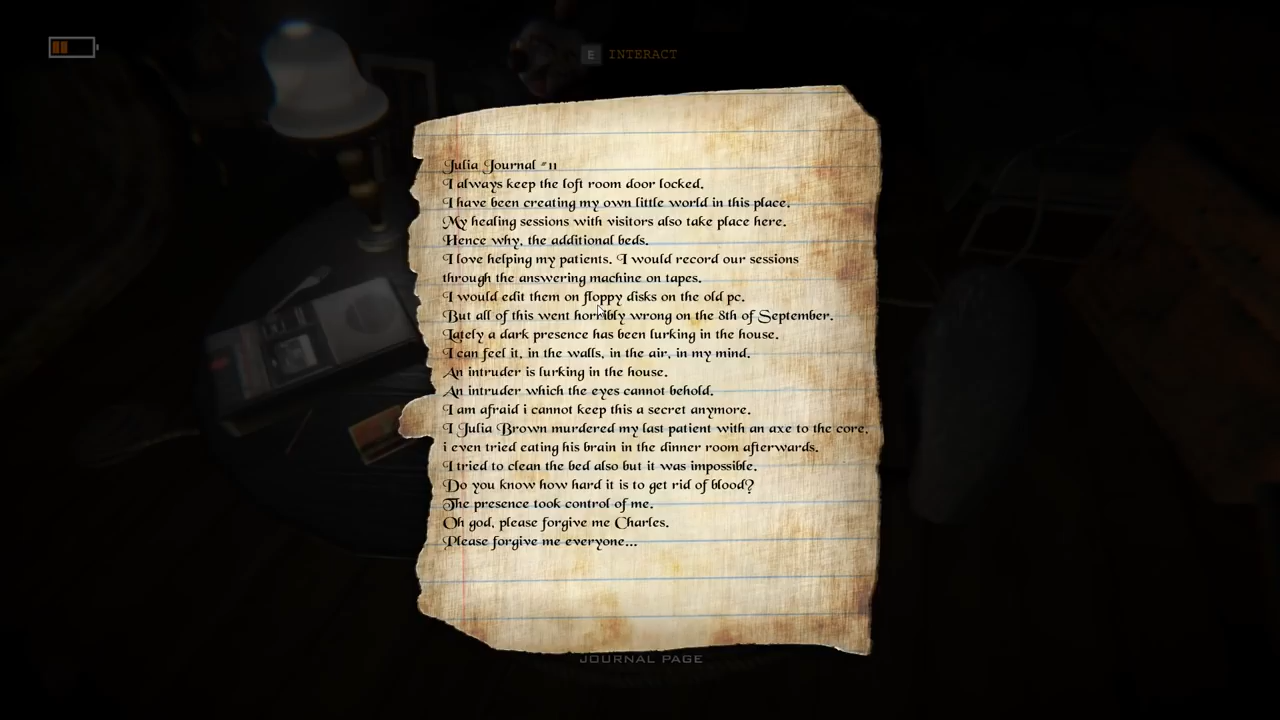 E INTERACT
Julia Journal #11
I always keep the loft room door locked.
I have been creating my own little world in this place.
My healing sessions with visitors also take place here.
Hence why, the additional beds.
I love helping my patients. I would record our sessions
through the answering machine on tapes.
I would edit them on floppy disks on the old pc.
But all of this went horribly wrong on the 8th of September.
Lately a dark presence has been lurking in the house.
I can feel it, in the walls, in the air, in my mind.
An intruder is lurking in the house.
An intruder which the eyes cannot behold.
I am afraid i cannot keep this a secret anymore.
I Julia Brown murdered my last patient with an axe to the core,
i even tried eating his brain in the dinner room afterwards.
I tried to clean the bed also but it was impossible.
Do you know how hard it is to get rid of blood?
The presence took control of me.
Oh god, please forgive me Charles.
Please forgive me everyone...
JOURNAL PAGE